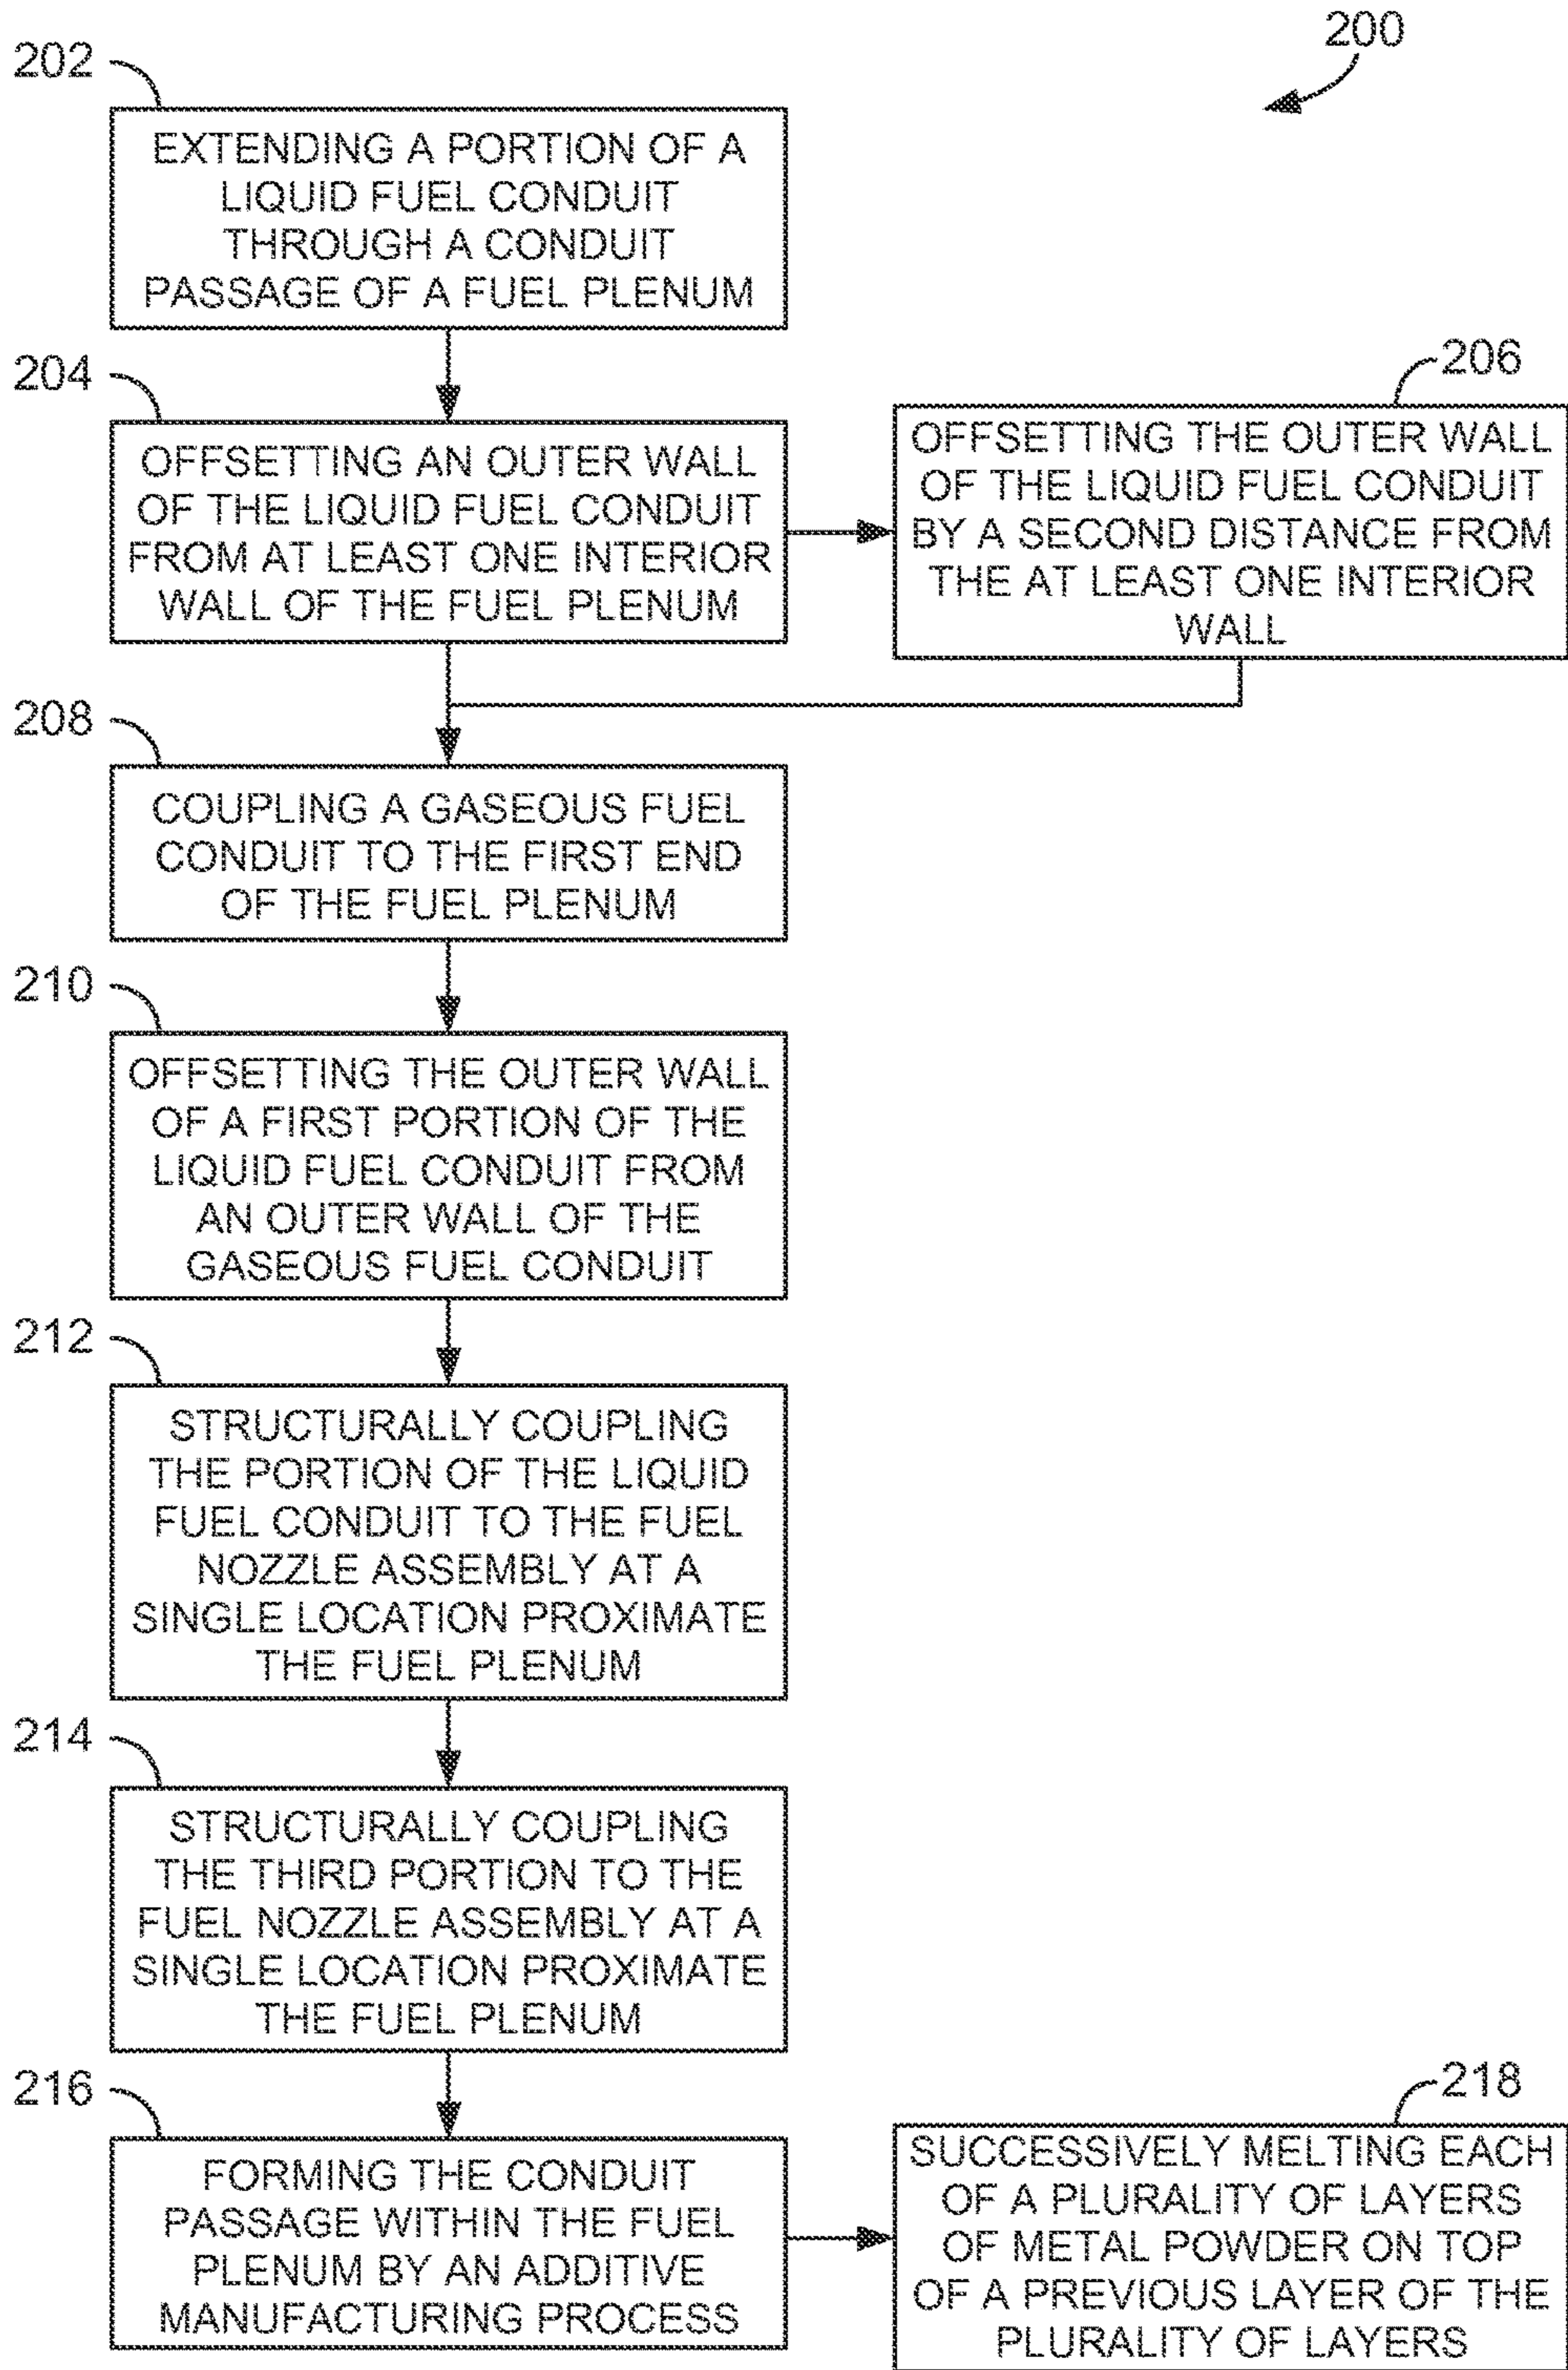 200
202
EXTENDING A PORTION OF A
LIQUID FUEL CONDUIT
THROUGH A CONDUIT
PASSAGE OF A FUEL PLENUM
204
OFFSETTING AN OUTER WALL
OF THE LIQUID FUEL CONDUIT
FROM AT LEAST ONE INTERIOR
WALL OF THE FUEL PLENUM
206
OFFSETTING THE OUTER WALL
OF THE LIQUID FUEL CONDUIT
BY A SECOND DISTANCE FROM
THE AT LEAST ONE INTERIOR
WALL
208
COUPLING A GASEOUS FUEL
CONDUIT TO THE FIRST END
OF THE FUEL PLENUM
210
OFFSETTING THE OUTER WALL
OF A FIRST PORTION OF THE
LIQUID FUEL CONDUIT FROM
AN OUTER WALL OF THE
GASEOUS FUEL CONDUIT
212
STRUCTURALLY COUPLING
THE PORTION OF THE LIQUID
FUEL CONDUIT TO THE FUEL
NOZZLE ASSEMBLY AT A
SINGLE LOCATION PROXIMATE
THE FUEL PLENUM
214
STRUCTURALLY COUPLING
THE THIRD PORTION TO THE
FUEL NOZZLE ASSEMBLY AT A
SINGLE LOCATION PROXIMATE
THE FUEL PLENUM
216
FORMING THE CONDUIT
PASSAGE WITHIN THE FUEL
PLENUM BY AN ADDITIVE
MANUFACTURING PROCESS
218
SUCCESSIVELY MELTING EACH
OF A PLURALITY OF LAYERS
OF METAL POWDER ON TOP
OF A PREVIOUS LAYER OF THE
PLURALITY OF LAYERS